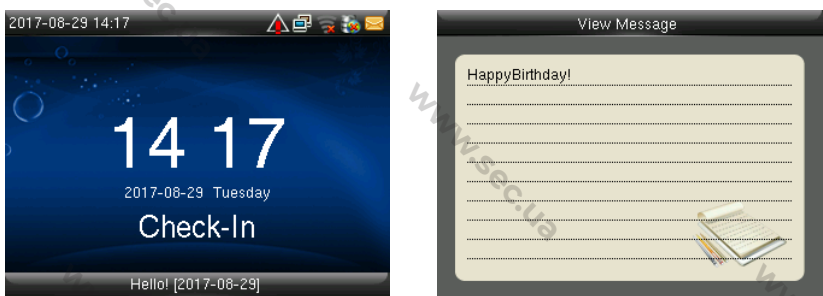 2017-08-29 14:17
14 17
2017-08-29 Tuesday
Check-In
Hello! [2017-08-29]
View Message
HappyBirthday!
www.sec.ua